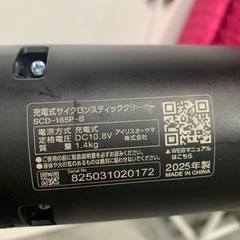 充電式サイクロンスティッククリーナー
SCD-185P-B
電源方式 充電式
定格電圧 DC10.8V
質量 1.4kg
アイリスオーヤマ
株式会社
▲WEBマニュアル
はこちら
2025年製
MADE IN CHINA
Serial No.
825031020172